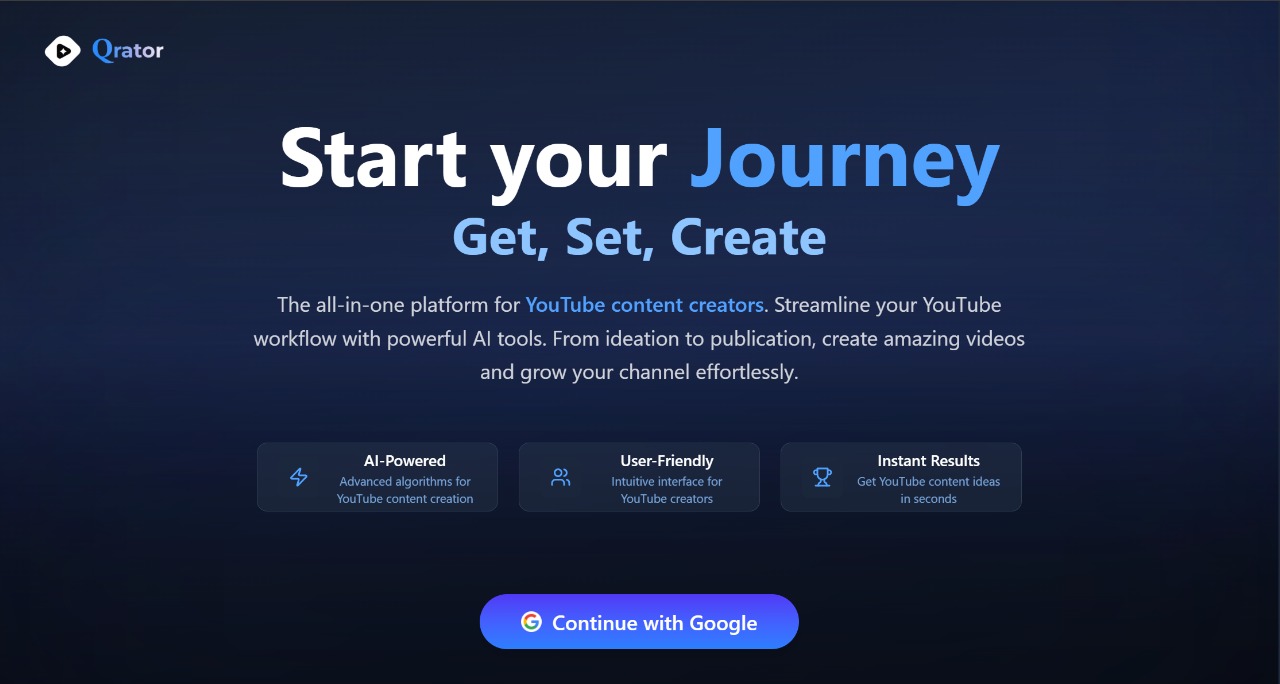 Qrator
Start your Journey
Get, Set, Create
The all-in-one platform for YouTube content creators. Streamline your YouTube
workflow with powerful AI tools. From ideation to publication, create amazing videos
and grow your channel effortlessly.
AI-Powered
Advanced algorithms for
YouTube content creation
User-Friendly
Intuitive interface for
YouTube creators
Instant Results
Get YouTube content ideas
in seconds
Continue with Google